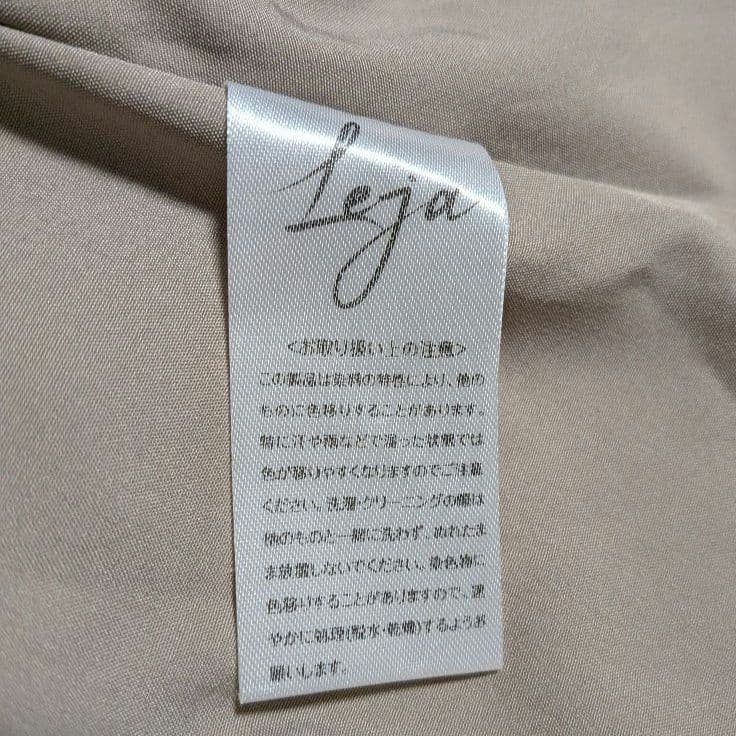 Leja
<お取り扱い上の注意>
この製品は染料の特性により、他の
ものに色移りすることがあります。
特に汗や雨などで湿った状態では
色が移りやすくなりますのでご注意
ください。洗濯・クリーニングの際は
他のものと一緒に洗わず、ぬれたま
ま放置しないでください。染色物に
色移りすることがありますので、速
やかに処理(脱水・乾燥)するようお
願いします。